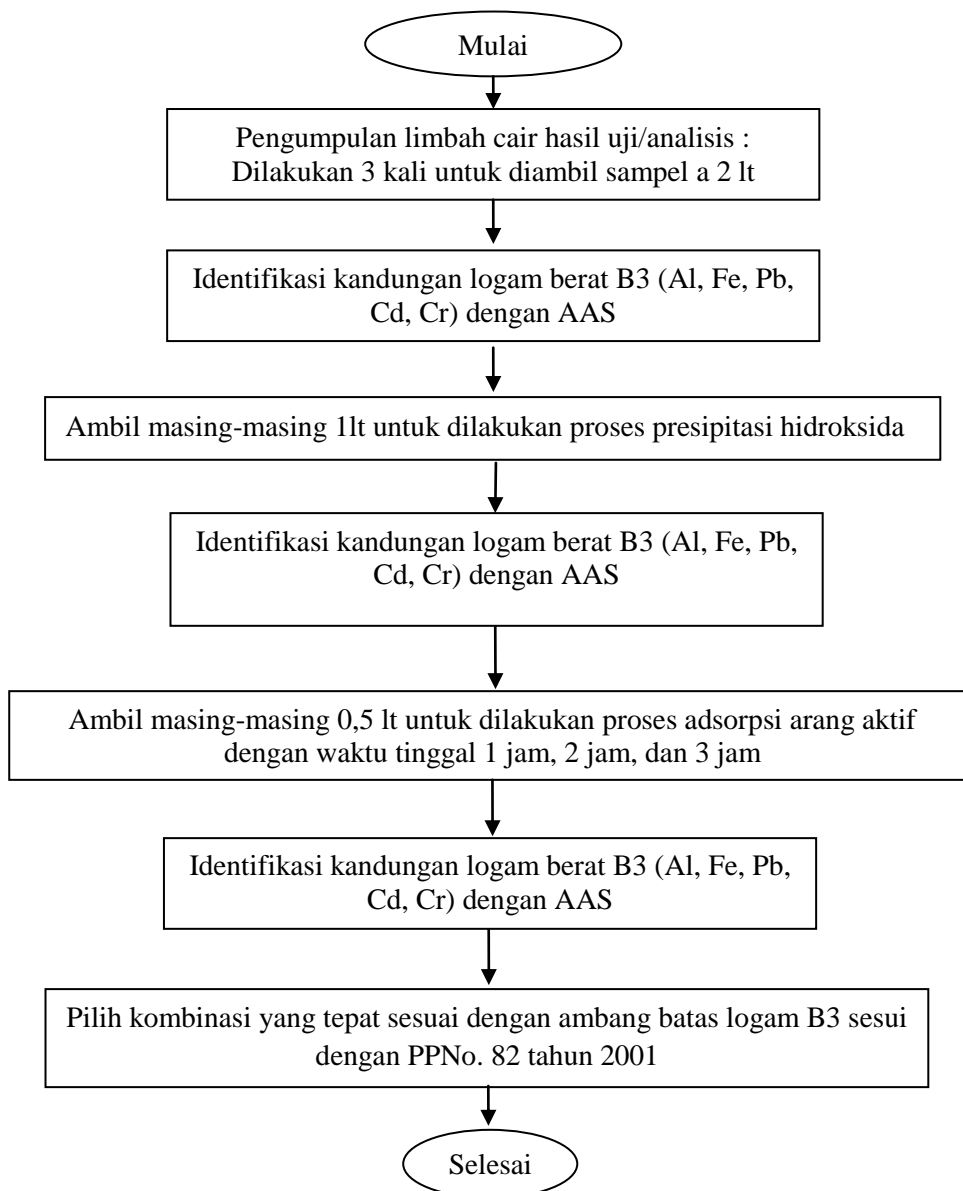 Mulai
Pengumpulan limbah cair hasil uji/analisis :
Dilakukan 3 kali untuk diambil sampel a 2 lt
Identifikasi kandungan logam berat B3 (Al, Fe, Pb,
Cd, Cr) dengan AAS
Ambil masing-masing 1lt untuk dilakukan proses presipitasi hidroksida
Identifikasi kandungan logam berat B3 (Al, Fe, Pb,
Cd, Cr) dengan AAS
Ambil masing-masing 0,5 lt untuk dilakukan proses adsorpsi arang aktif
dengan waktu tinggal 1 jam, 2 jam, dan 3 jam
Identifikasi kandungan logam berat B3 (Al, Fe, Pb,
Cd, Cr) dengan AAS
Pilih kombinasi yang tepat sesuai dengan ambang batas logam B3 sesui
dengan PPNo. 82 tahun 2001
Selesai